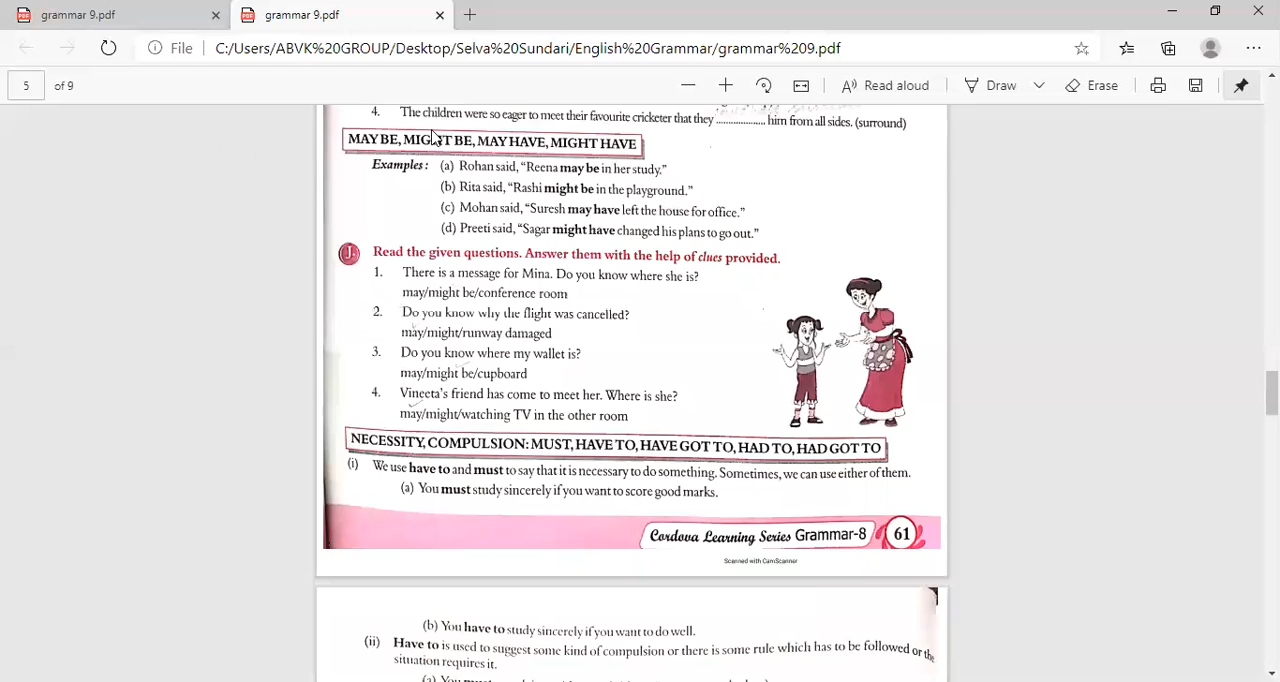 grammar 9.pdf
grammar 9.pdf
File
C:/Users/ABVK%20GROUP/Desktop/Selva%20Sundari/English%20Grammar/grammar%209.pdf
5 of 9
Read aloud
Draw
Erase
4. The children were so eager to meet their favourite cricketer that they .................. him from all sides. (surround)
MAY BE, MIGHT BE, MAY HAVE, MIGHT HAVE
Examples: (a) Rohan said, “Reena may be in her study.”
(b) Rita said, “Rashi might be in the playground.”
(c) Mohan said, “Suresh may have left the house for office.”
(d) Preeti said, “Sagar might have changed his plans to go out.”
J. Read the given questions. Answer them with the help of clues provided.
1. There is a message for Mina. Do you know where she is?
may/might be/conference room
2. Do you know why the flight was cancelled?
may/might/runway damaged
3. Do you know where my wallet is?
may/might be/cupboard
4. Vineeta's friend has come to meet her. Where is she?
may/might/watching TV in the other room
NECESSITY, COMPULSION: MUST, HAVE TO, HAVE GOT TO, HAD TO, HAD GOT TO
(i) We use have to and must to say that it is necessary to do something. Sometimes, we can use either of them.
(a) You must study sincerely if you want to score good marks.
Cordova Learning Series Grammar-8 61
Scanned with CamScanner
(b) You have to study sincerely if you want to do well.
(ii) Have to is used to suggest some kind of compulsion or there is some rule which has to be followed or the
situation requires it.
(a) You must